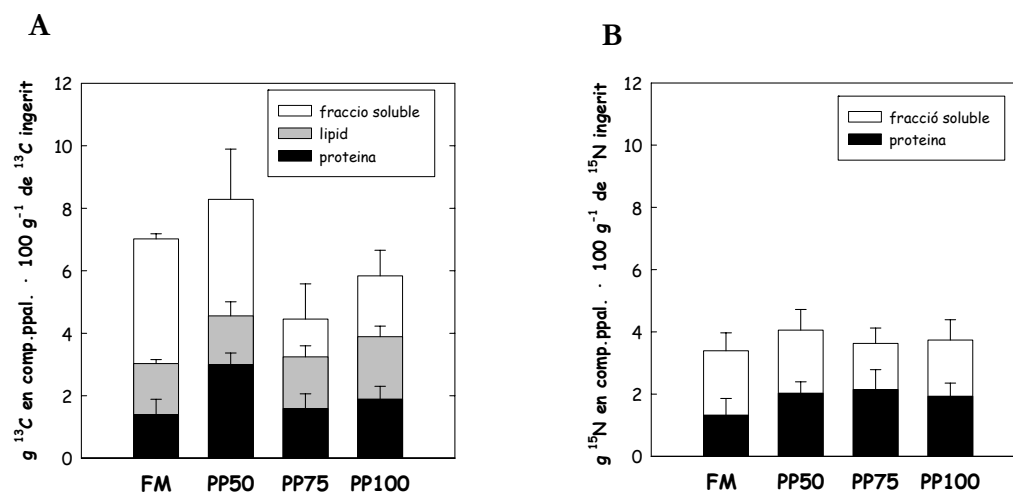 A
g ¹³C en comp.ppal. · 100 g⁻¹ de ¹³C ingerit
12
10
8
6
4
2
0
fraccio soluble
lipid
proteina
FM PP50 PP75 PP100
B
g ¹⁵N en comp.ppal. · 100 g⁻¹ de ¹⁵N ingerit
12
10
8
6
4
2
0
fracció soluble
proteina
FM PP50 PP75 PP100